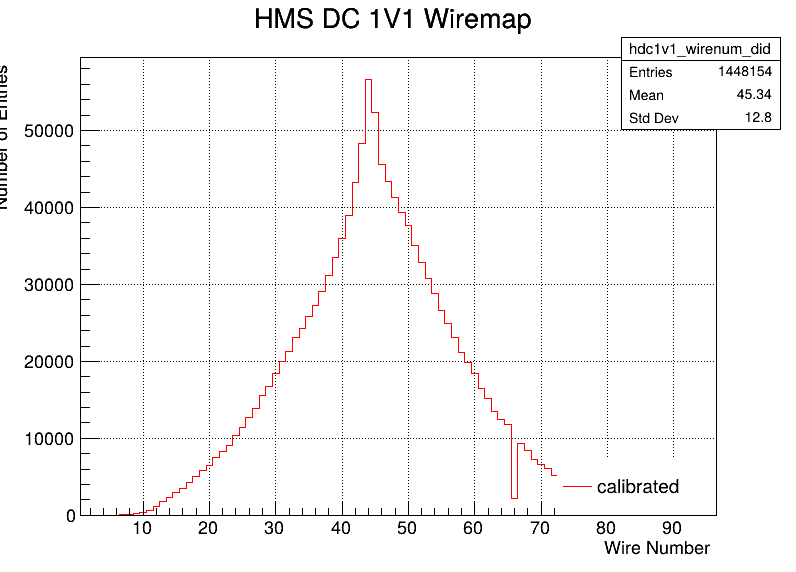 HMS DC 1V1 Wiremap
hdc1v1_wirenum_did
Entries 1448154
Mean 45.34
Std Dev 12.8
Number of Entries
50000
40000
30000
20000
10000
0
calibrated
10 20 30 40 50 60 70 80 90
Wire Number